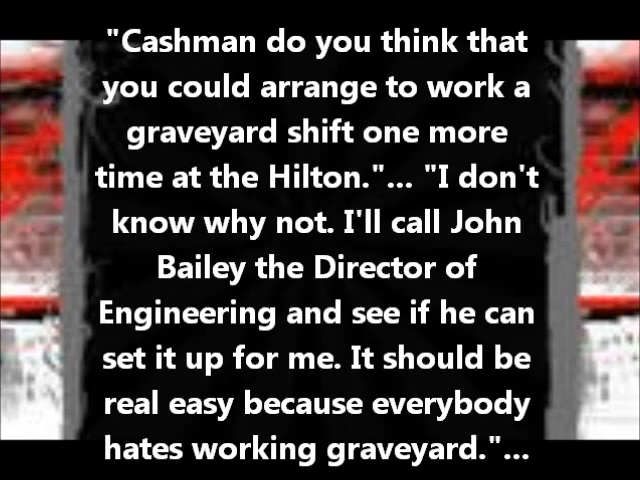 "Cashman do you think that
you could arrange to work a
graveyard shift one more
time at the Hilton."... "I don't
know why not. I'll call John
Bailey the Director of
Engineering and see if he can
set it up for me. It should be
real easy because everybody
hates working graveyard."...